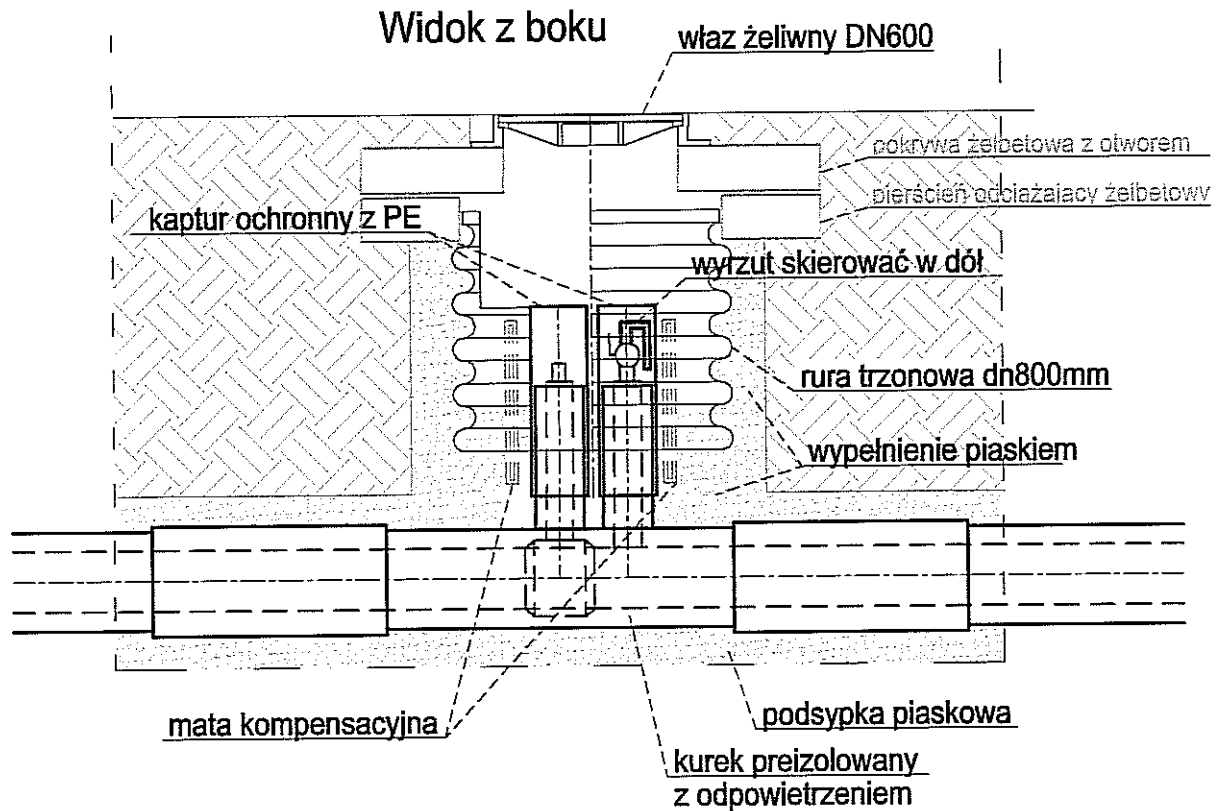 Widok z boku
właz żeliwny DN600
pokrywa żelbetowa z otworem
pierścień odciążajacy żelbetowy
kaptur ochronny z PE
wyrzut skierować w dół
rura trzonowa dn800mm
wypełnienie piaskiem
mata kompensacyjna
podsypka piaskowa
kurek preizolowany
z odpowietrzeniem